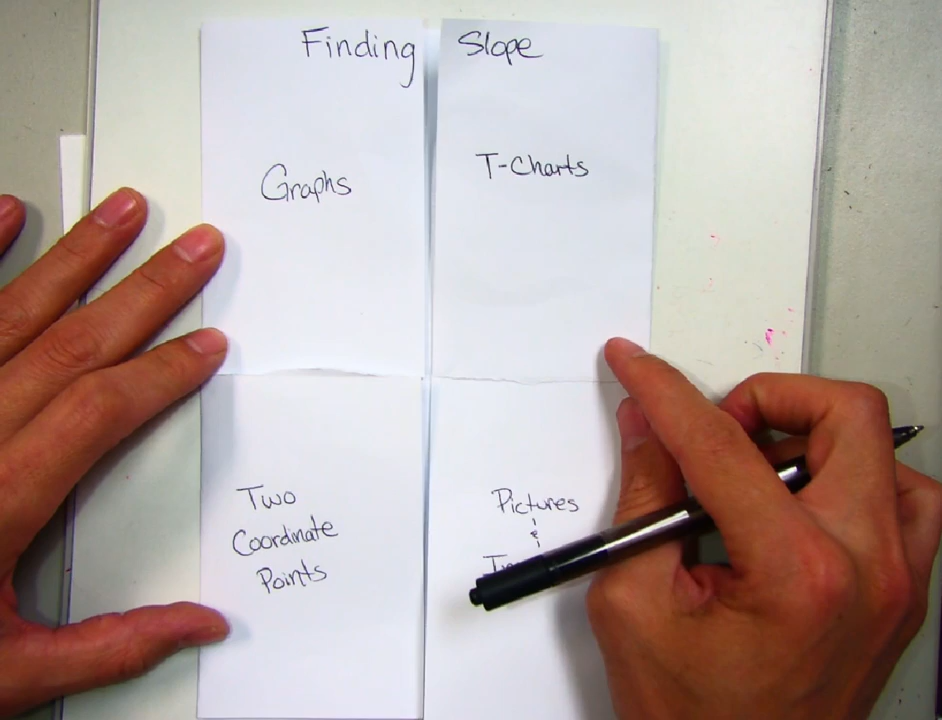 Finding Slope
Graphs
T-Charts
Two
Coordinate
Points
Pictures
&